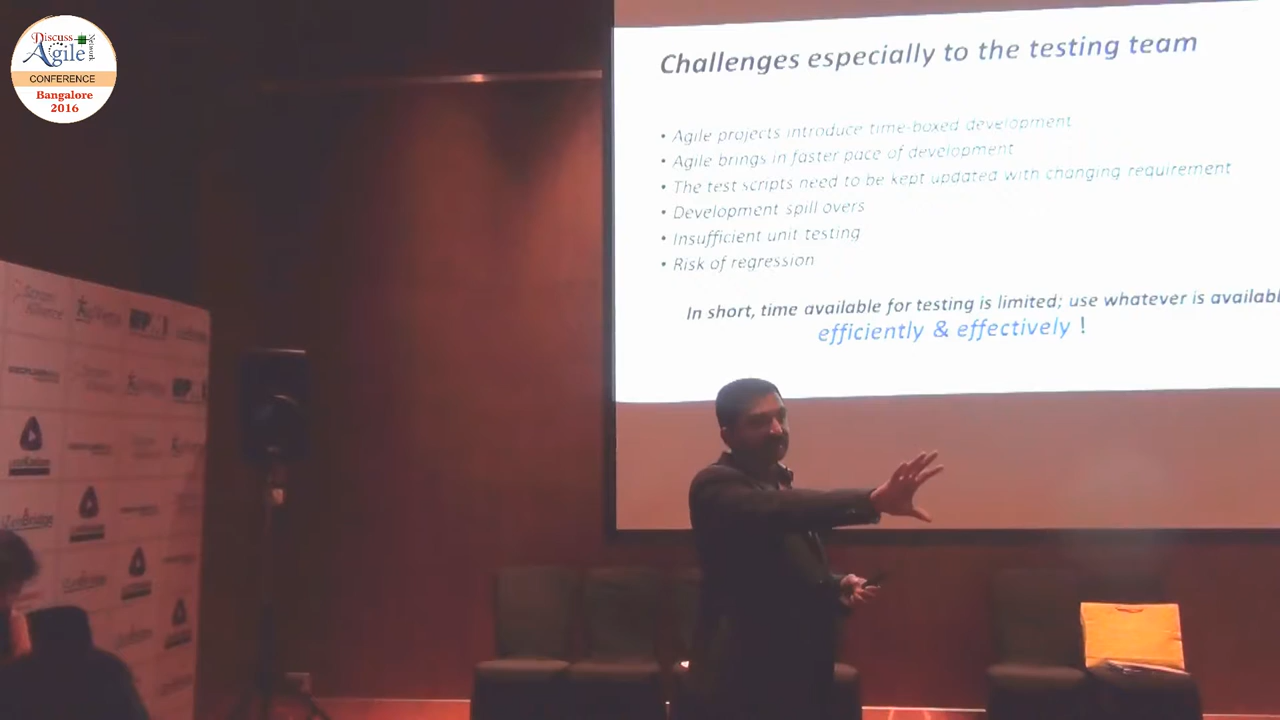 Discuss
Agile
Network
CONFERENCE
Bangalore
2016
Challenges especially to the testing team
• Agile projects introduce time-boxed development
• Agile brings in faster pace of development
• The test scripts need to be kept updated with changing requirement
• Development spill overs
• Insufficient unit testing
• Risk of regression
In short, time available for testing is limited; use whatever is availabl
efficiently & effectively !